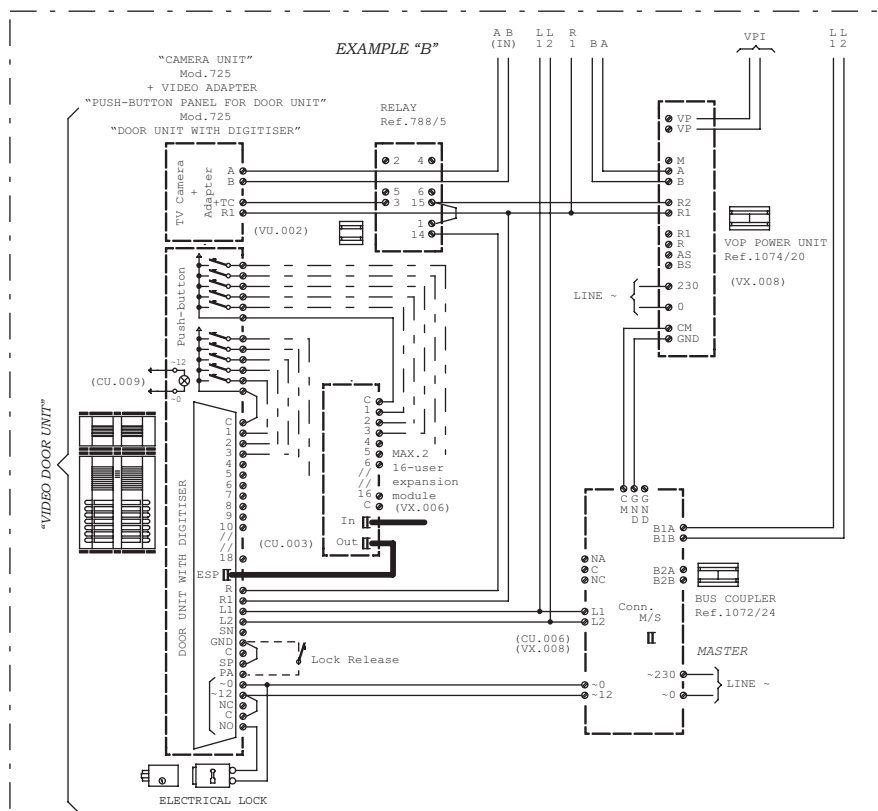 EXAMPLE “B”
“CAMERA UNIT”
Mod.725
+ VIDEO ADAPTER
“PUSH-BUTTON PANEL FOR DOOR UNIT”
Mod.725
“DOOR UNIT WITH DIGITISER”
A B
(IN)
L L
1 2
R
1
B A
VPI
L L
1 2
RELAY
Ref.788/5
2 4
5 6
3 15
1
14
TV Camera
+
Adapter
A
B
+TC
R1
(VU.002)
VP
VP
M
A
B
R2
R1
R1
R
AS
BS
230
0
CM
GND
LINE ~
VOP POWER UNIT
Ref.1074/20
(VX.008)
Push-button
~12
~0
(CU.009)
“VIDEO DOOR UNIT”
DOOR UNIT WITH DIGITISER
C
1
2
3
4
5
6
7
8
9
10
//
//
18
ESP
R
R1
L1
L2
SN
GND
C
SP
PA
~0
~12
NC
C
NO
C
1
2
3
4
5
6
//
//
16
C
In
Out
(CU.003)
MAX.2
16-user
expansion
module
(VX.006)
Lock Release
ELECTRICAL LOCK
C G G
M N N
D D
B1A
B1B
NA
C
NC
B2A
B2B
L1
L2
Conn.
M/S
(CU.006)
(VX.008)
BUS COUPLER
Ref.1072/24
MASTER
~0
~12
~230
~0
LINE ~